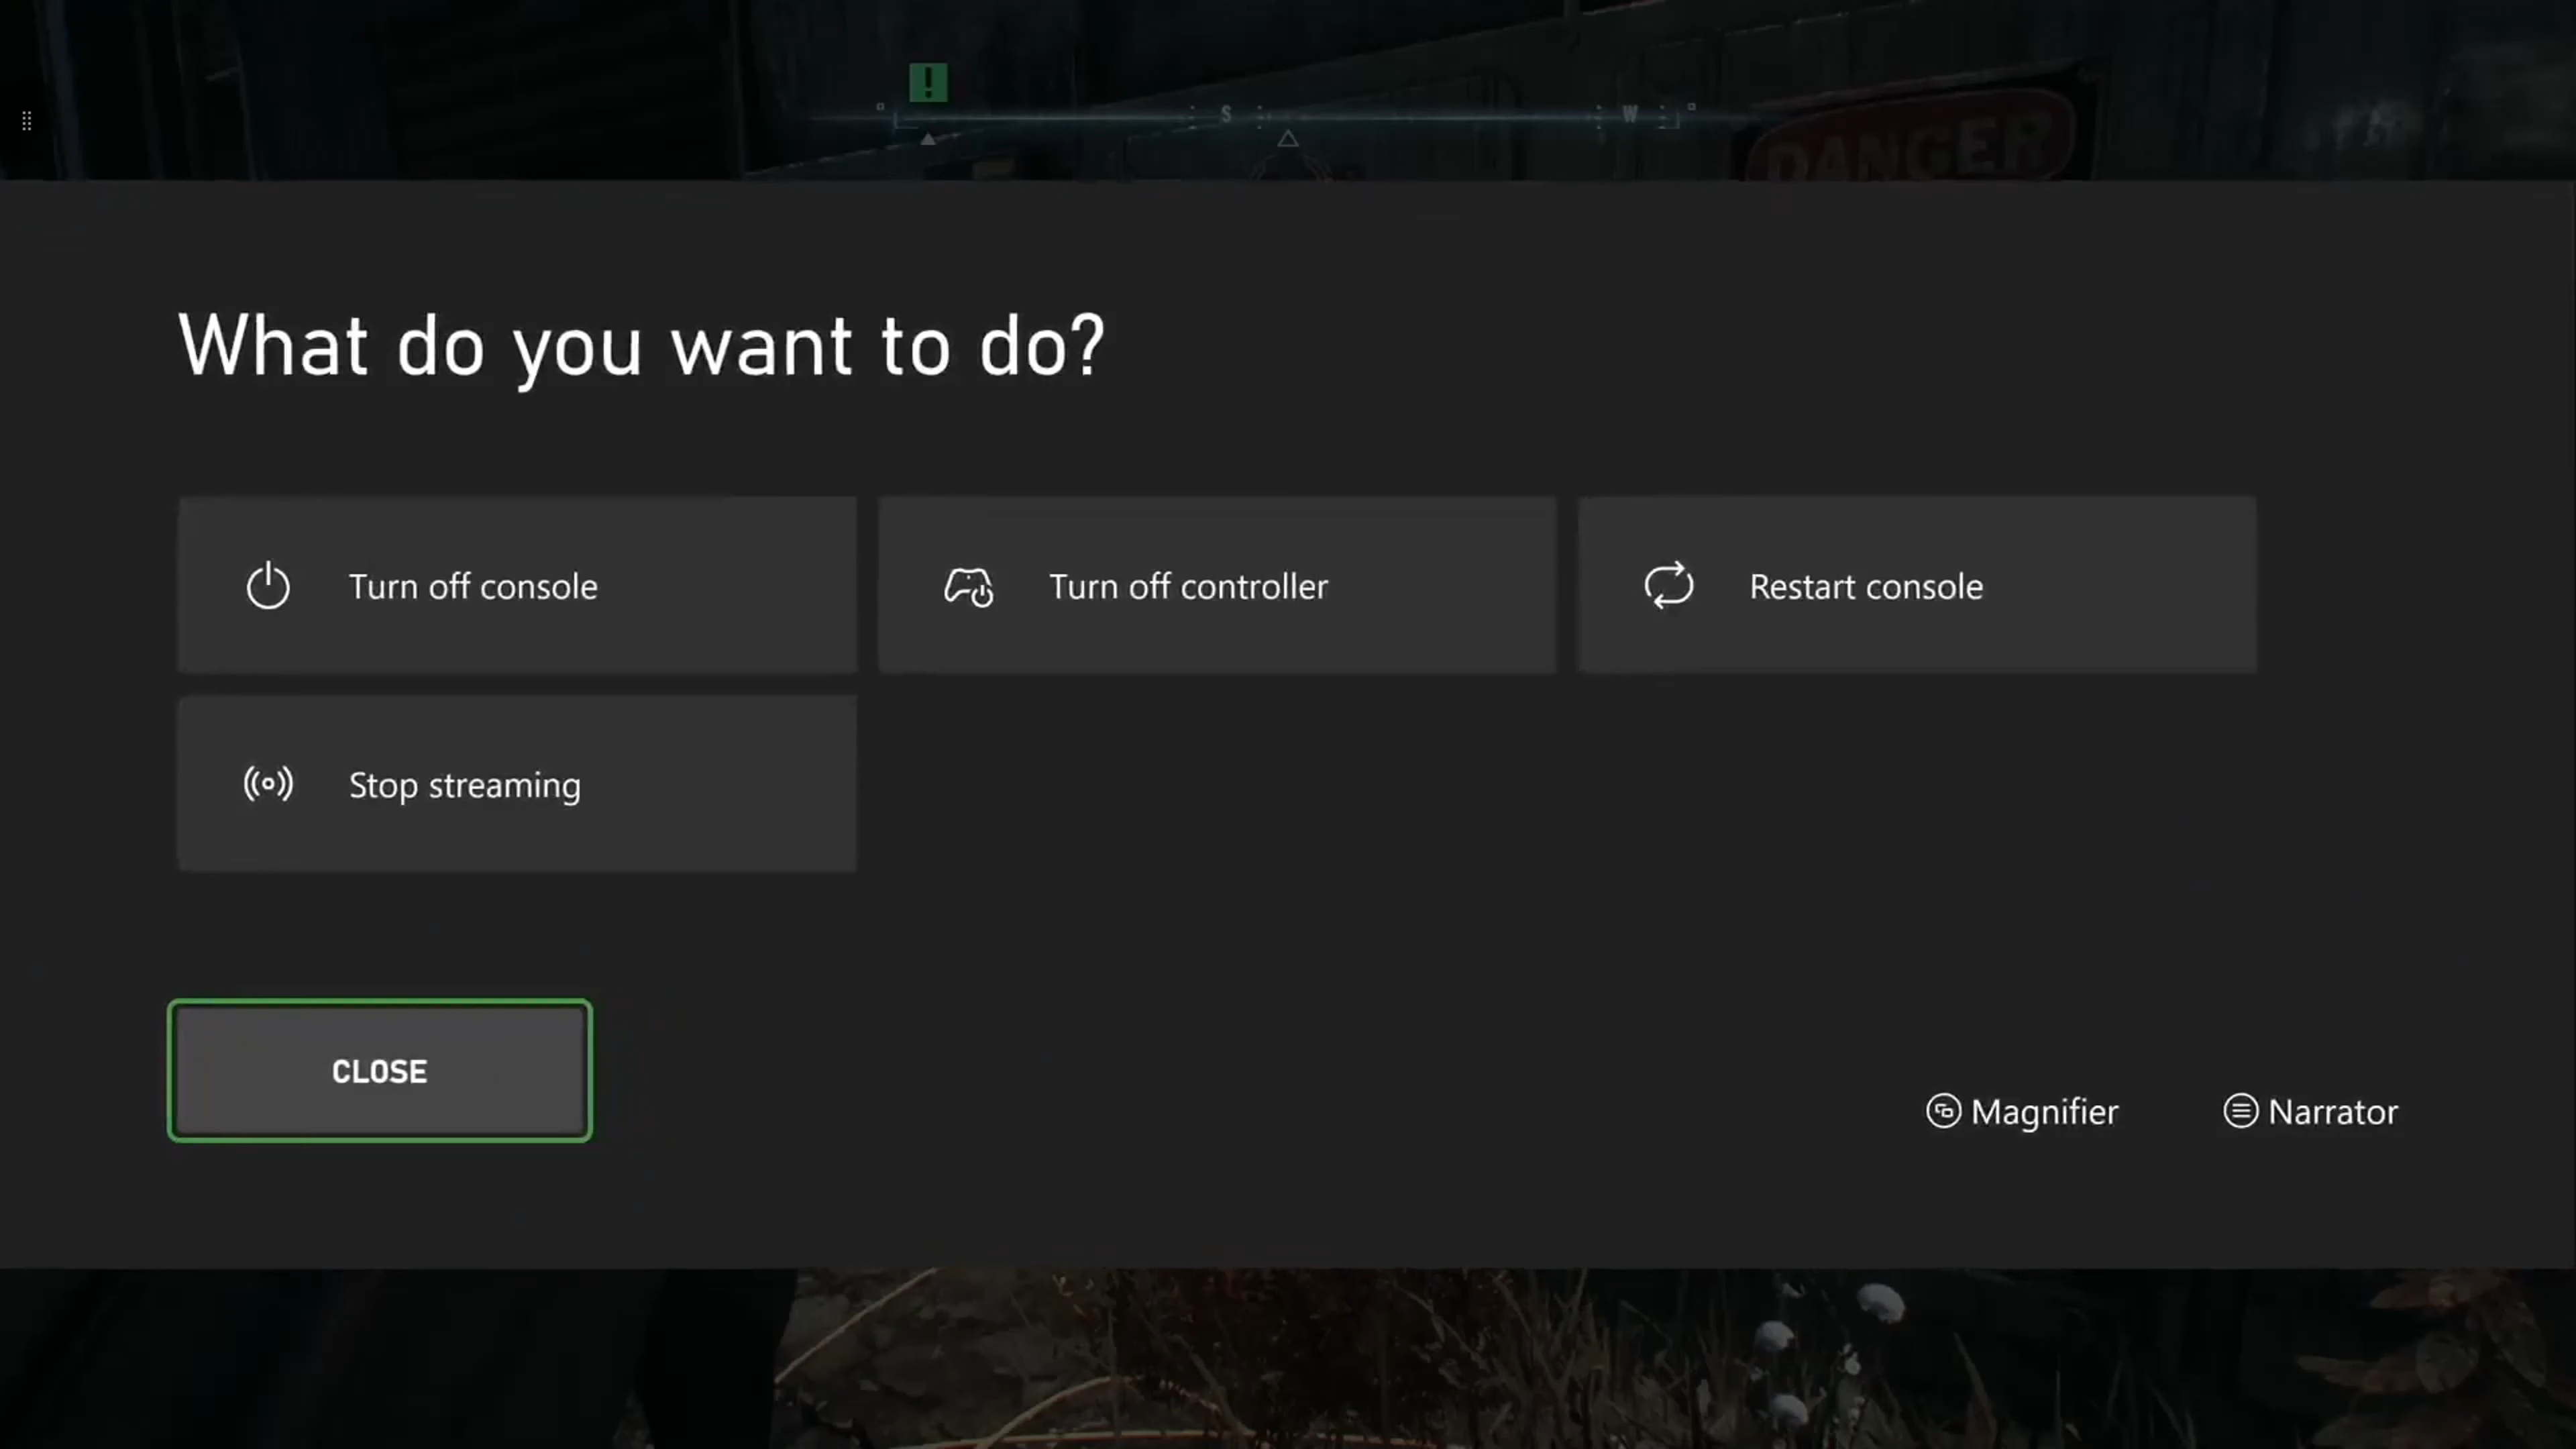 !
S
W
DANGER
What do you want to do?
Turn off console
Turn off controller
Restart console
Stop streaming
CLOSE
Magnifier
Narrator